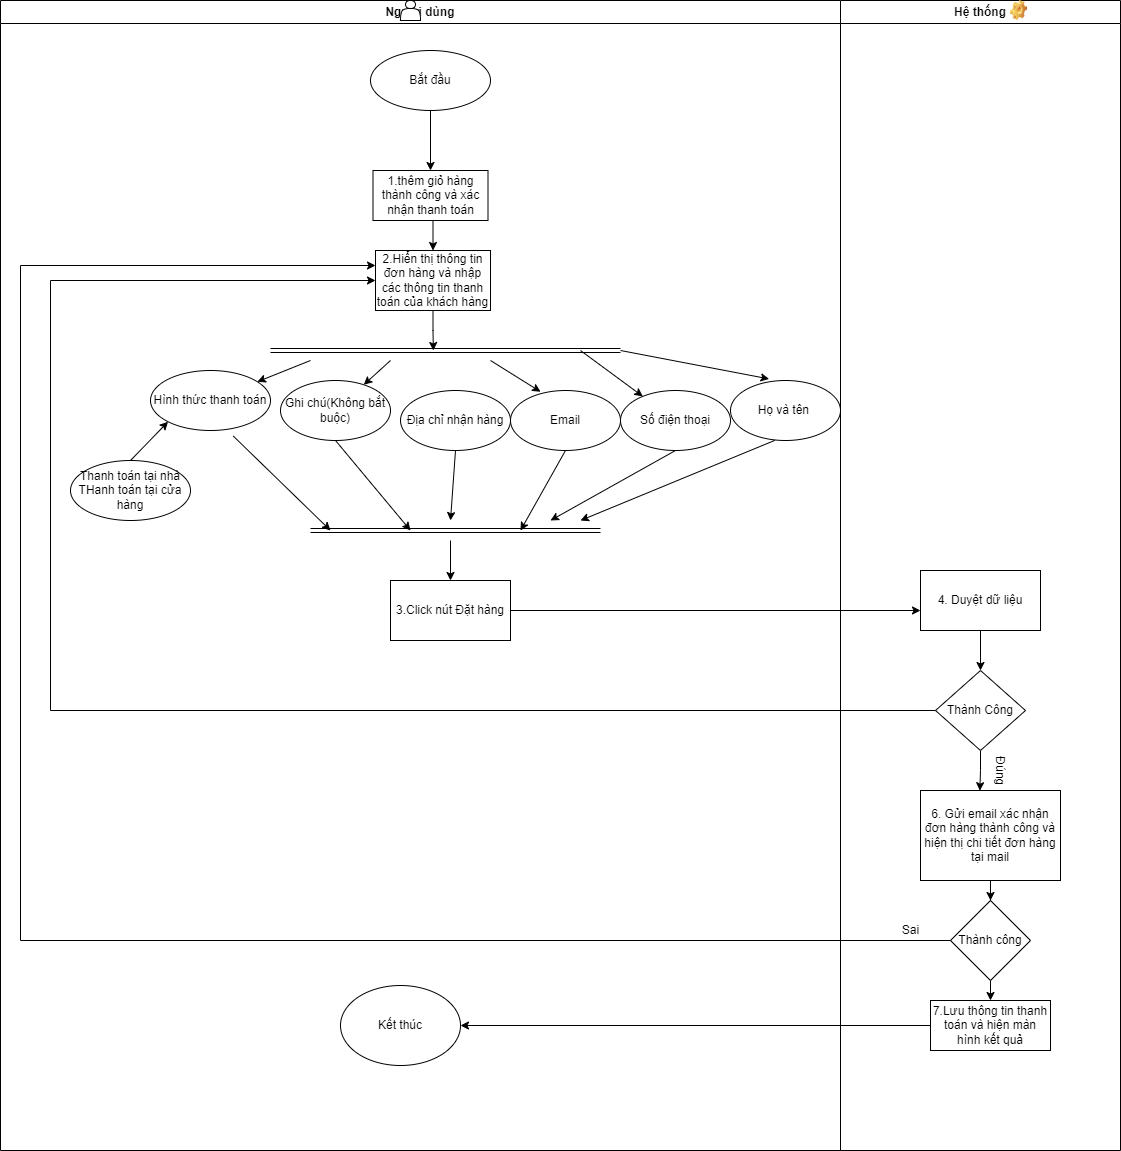 Ng i dùng
Hệ thống
Bắt đầu
1.thêm giỏ hàng
thành công và xác
nhận thanh toán
2.Hiển thị thông tin
đơn hàng và nhập
các thông tin thanh
toán của khách hàng
Hình thức thanh toán
Ghi chú(Không bắt
buộc)
Địa chỉ nhận hàng
Email
Số điện thoại
Họ và tên
Thanh toán tại nhà
THanh toán tại cửa
hàng
3.Click nút Đặt hàng
4. Duyệt dữ liệu
Thành Công
Đúng
6. Gửi email xác nhận
đơn hàng thành công và
hiện thị chi tiết đơn hàng
tại mail
Sai
Thành công
7.Lưu thông tin thanh
toán và hiện màn
hình kết quả
Kết thúc